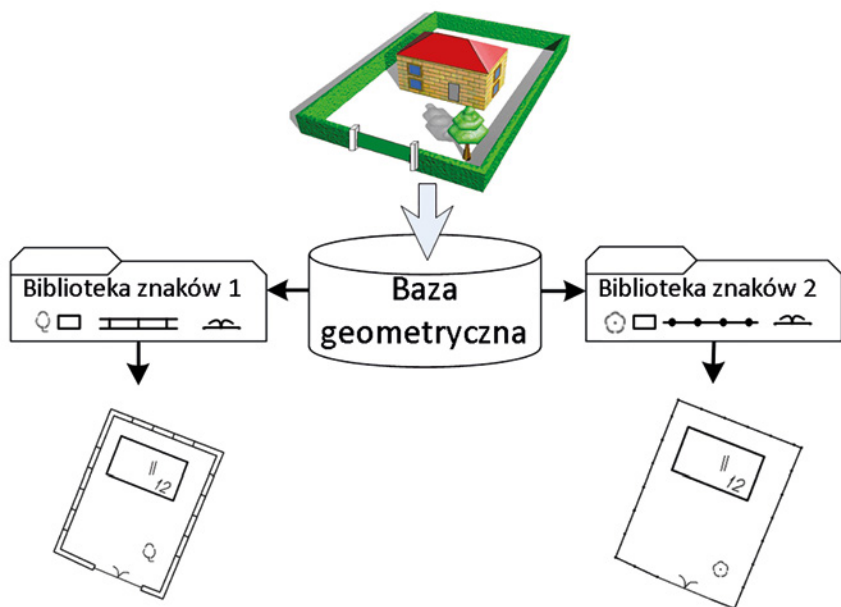 Biblioteka znaków 1
Baza
geometryczna
Biblioteka znaków 2
II
12
II
12